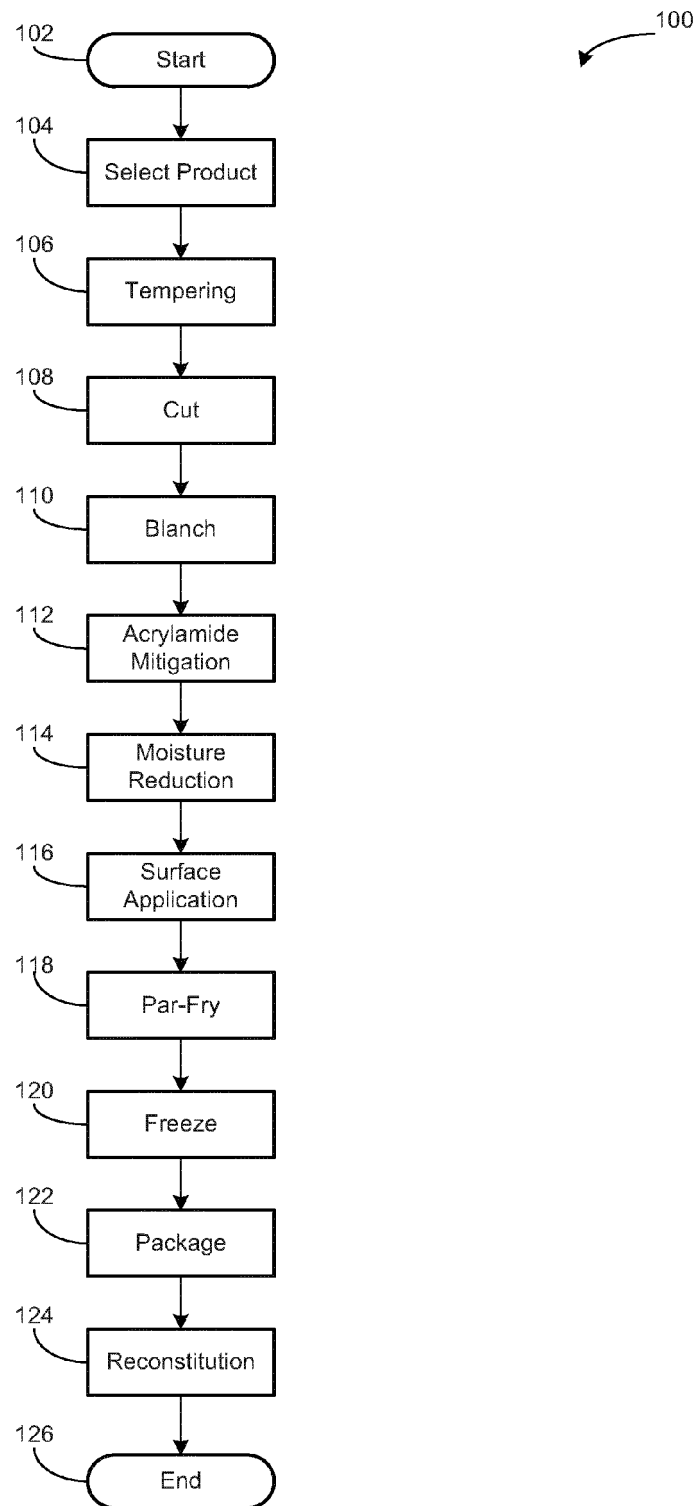 100
102
Start
104
Select Product
106
Tempering
108
Cut
110
Blanch
112
Acrylamide
Mitigation
114
Moisture
Reduction
116
Surface
Application
118
Par-Fry
120
Freeze
122
Package
124
Reconstitution
126
End